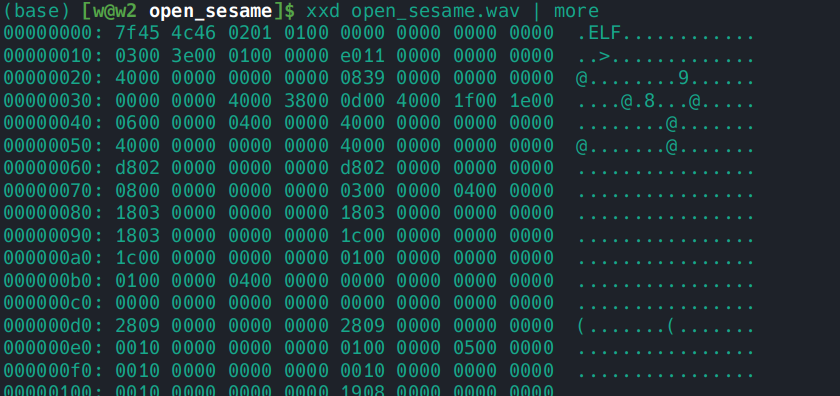 (base) [w@w2 open_sesame]$ xxd open_sesame.wav | more
00000000: 7f45 4c46 0201 0100 0000 0000 0000 0000  .ELF............
00000010: 0300 3e00 0100 0000 e011 0000 0000 0000  ..>.............
00000020: 4000 0000 0000 0000 0839 0000 0000 0000  @........9......
00000030: 0000 0000 4000 3800 0d00 4000 1f00 1e00  ....@.8...@.....
00000040: 0600 0000 0400 0000 4000 0000 0000 0000  ........@.......
00000050: 4000 0000 0000 0000 4000 0000 0000 0000  @.......@.......
00000060: d802 0000 0000 0000 d802 0000 0000 0000  ................
00000070: 0800 0000 0000 0000 0300 0000 0400 0000  ................
00000080: 1803 0000 0000 0000 1803 0000 0000 0000  ................
00000090: 1803 0000 0000 0000 1c00 0000 0000 0000  ................
000000a0: 1c00 0000 0000 0000 0100 0000 0000 0000  ................
000000b0: 0100 0000 0400 0000 0000 0000 0000 0000  ................
000000c0: 0000 0000 0000 0000 0000 0000 0000 0000  ................
000000d0: 2809 0000 0000 0000 2809 0000 0000 0000  (.......(.......
000000e0: 0010 0000 0000 0000 0100 0000 0500 0000  ................
000000f0: 0010 0000 0000 0000 0010 0000 0000 0000  ................
00000100: 0010 0000 0000 0000 1908 0000 0000 0000  ................